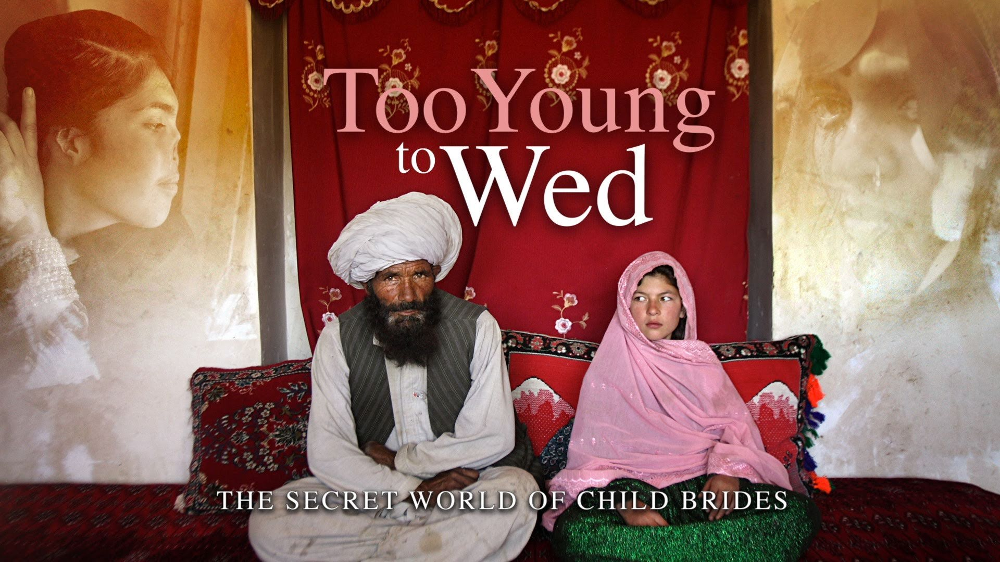 Too Young
to Wed
THE SECRET WORLD OF CHILD BRIDES